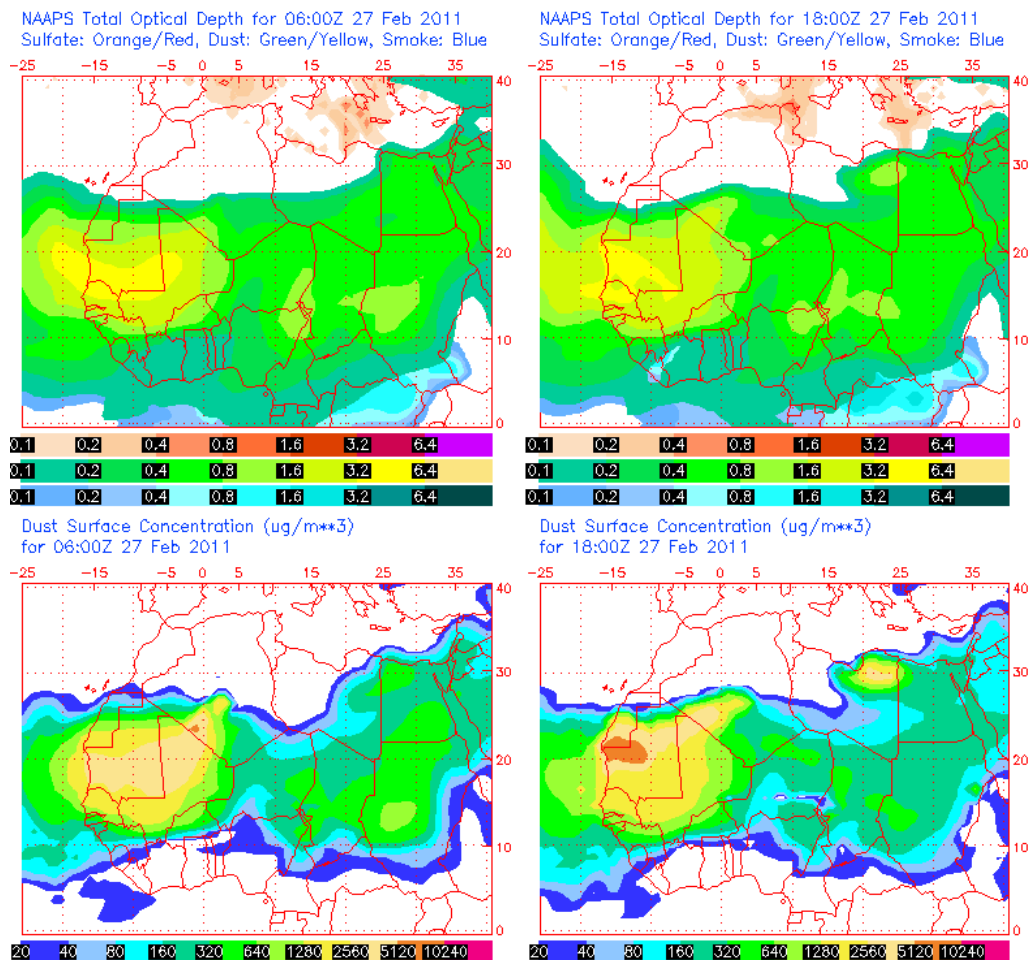 NAAPS Total Optical Depth for 06:00Z 27 Feb 2011
Sulfate: Orange/Red, Dust: Green/Yellow, Smoke: Blue
-25 -15 -5 0 5 15 25 35
40
30
20
10
0
0.1 0.2 0.4 0.8 1.6 3.2 6.4
0.1 0.2 0.4 0.8 1.6 3.2 6.4
0.1 0.2 0.4 0.8 1.6 3.2 6.4
NAAPS Total Optical Depth for 18:00Z 27 Feb 2011
Sulfate: Orange/Red, Dust: Green/Yellow, Smoke: Blue
-25 -15 -5 0 5 15 25 35
40
30
20
10
0
0.1 0.2 0.4 0.8 1.6 3.2 6.4
0.1 0.2 0.4 0.8 1.6 3.2 6.4
0.1 0.2 0.4 0.8 1.6 3.2 6.4
Dust Surface Concentration (ug/m**3)
for 06:00Z 27 Feb 2011
-25 -15 -5 0 5 15 25 35
40
30
20
10
0
20 40 80 160 320 640 1280 2560 5120 10240
Dust Surface Concentration (ug/m**3)
for 18:00Z 27 Feb 2011
-25 -15 -5 0 5 15 25 35
40
30
20
10
0
20 40 80 160 320 640 1280 2560 5120 10240